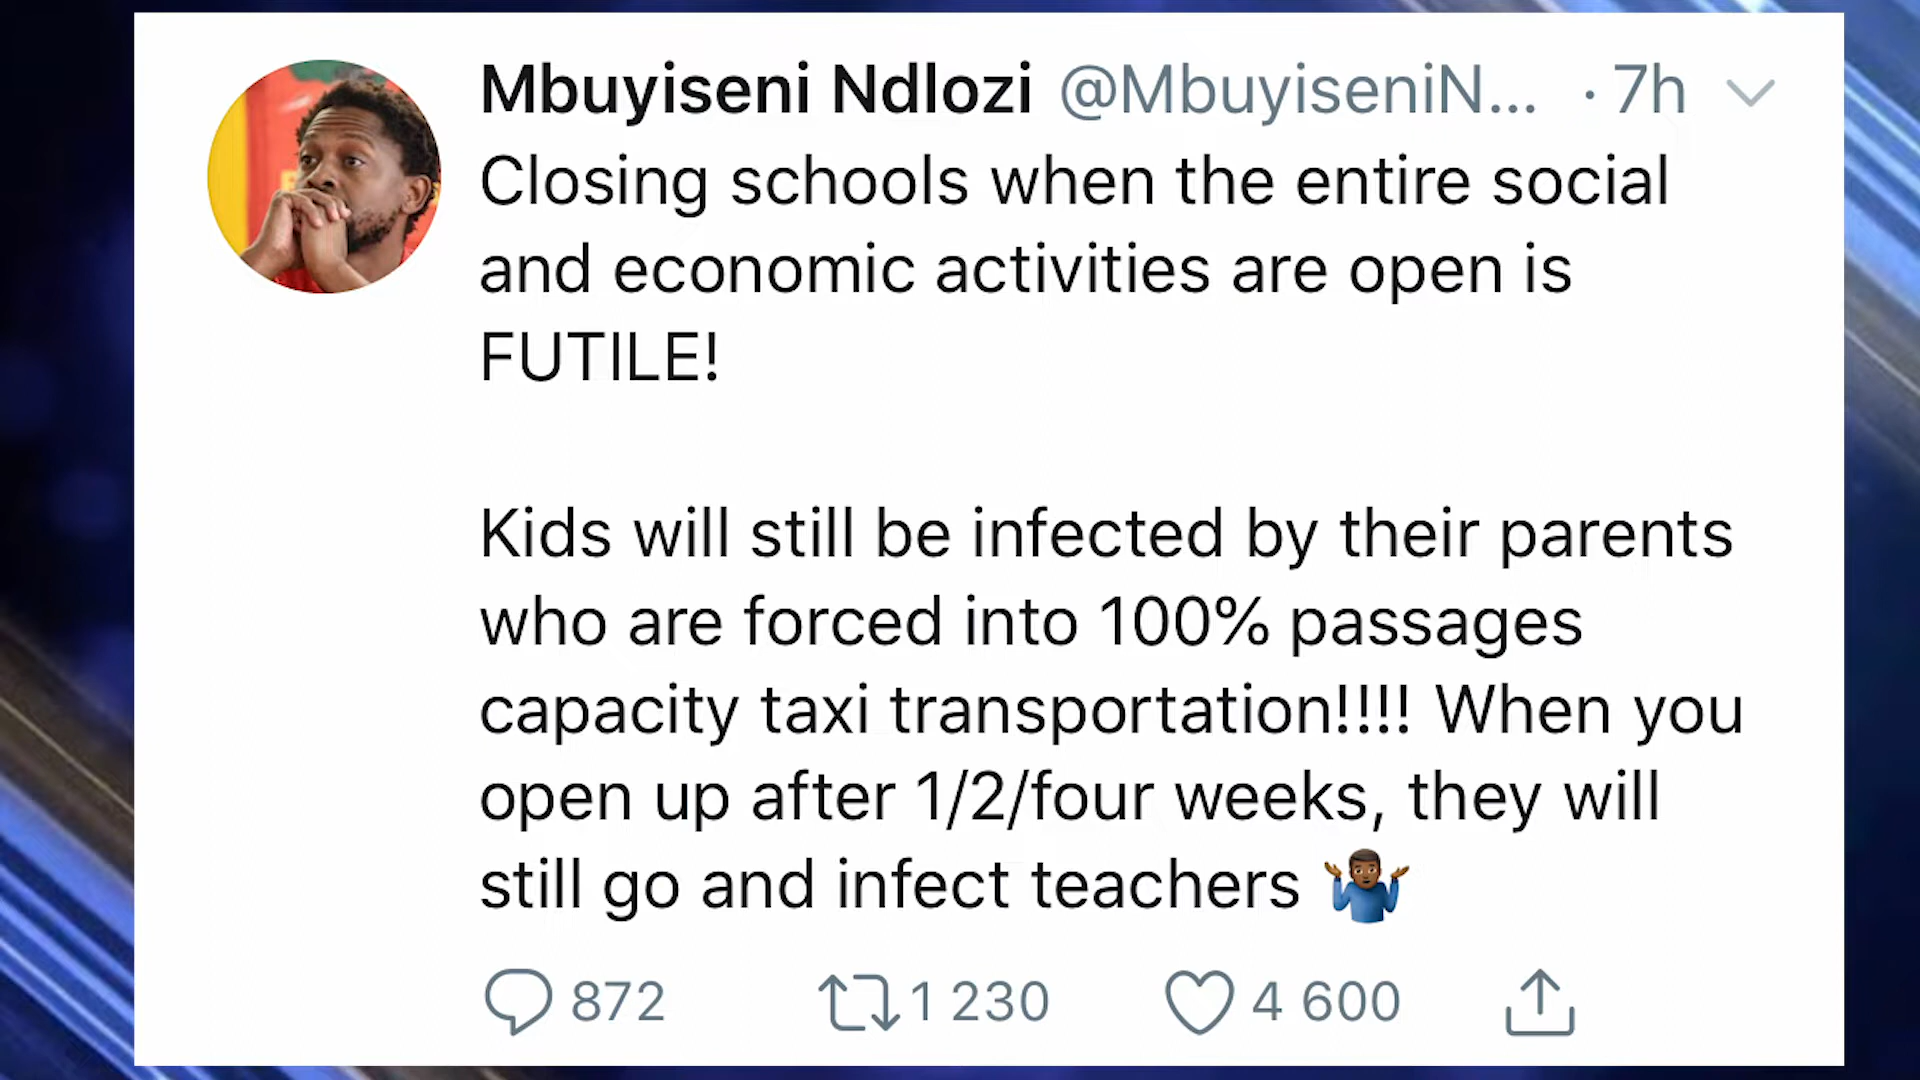 Mbuyiseni Ndlozi @MbuyiseniN... · 7h
Closing schools when the entire social
and economic activities are open is
FUTILE!
Kids will still be infected by their parents
who are forced into 100% passages
capacity taxi transportation!!!! When you
open up after 1/2/four weeks, they will
still go and infect teachers 🤷🏾‍♂️
872 1 230 4 600